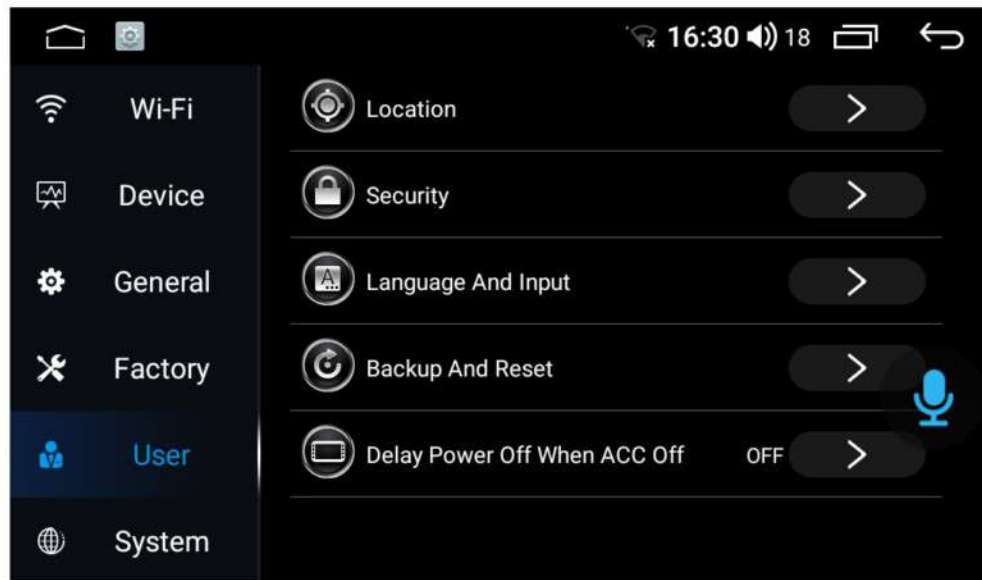 16:30 18
Wi-Fi
Device
General
Factory
User
System
Location
Security
Language And Input
Backup And Reset
Delay Power Off When ACC Off OFF